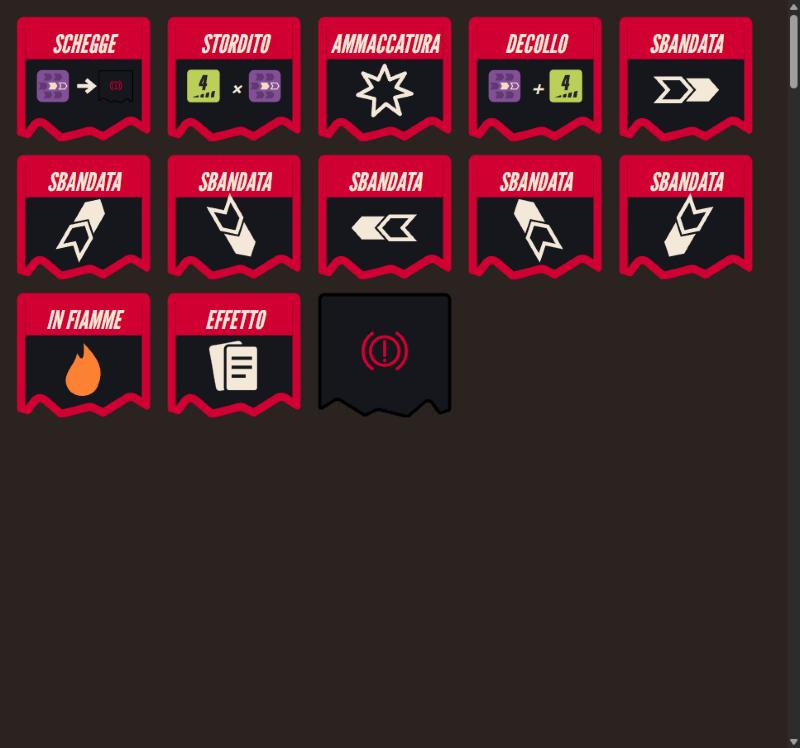 SCHEGGE
STORDITO
4
×
AMMACCATURA
DECOLLO
+
4
SBANDATA
SBANDATA
SBANDATA
SBANDATA
SBANDATA
SBANDATA
IN FIAMME
EFFETTO
!